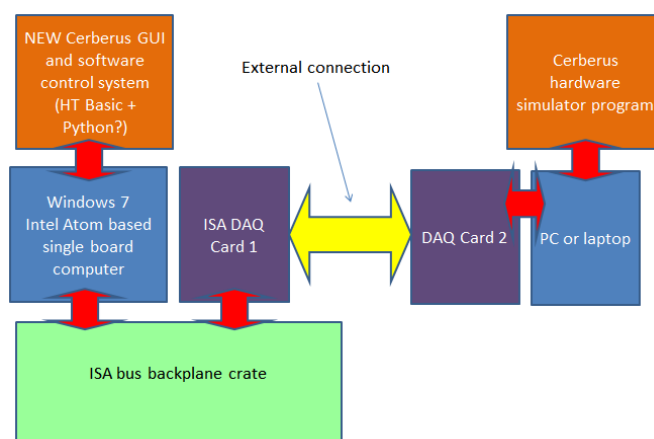 NEW Cerberus GUI
and software
control system
(HT Basic +
Python?)
External connection
Cerberus
hardware
simulator program
Windows 7
Intel Atom based
single board
computer
ISA DAQ
Card 1
DAQ Card 2
PC or laptop
ISA bus backplane crate